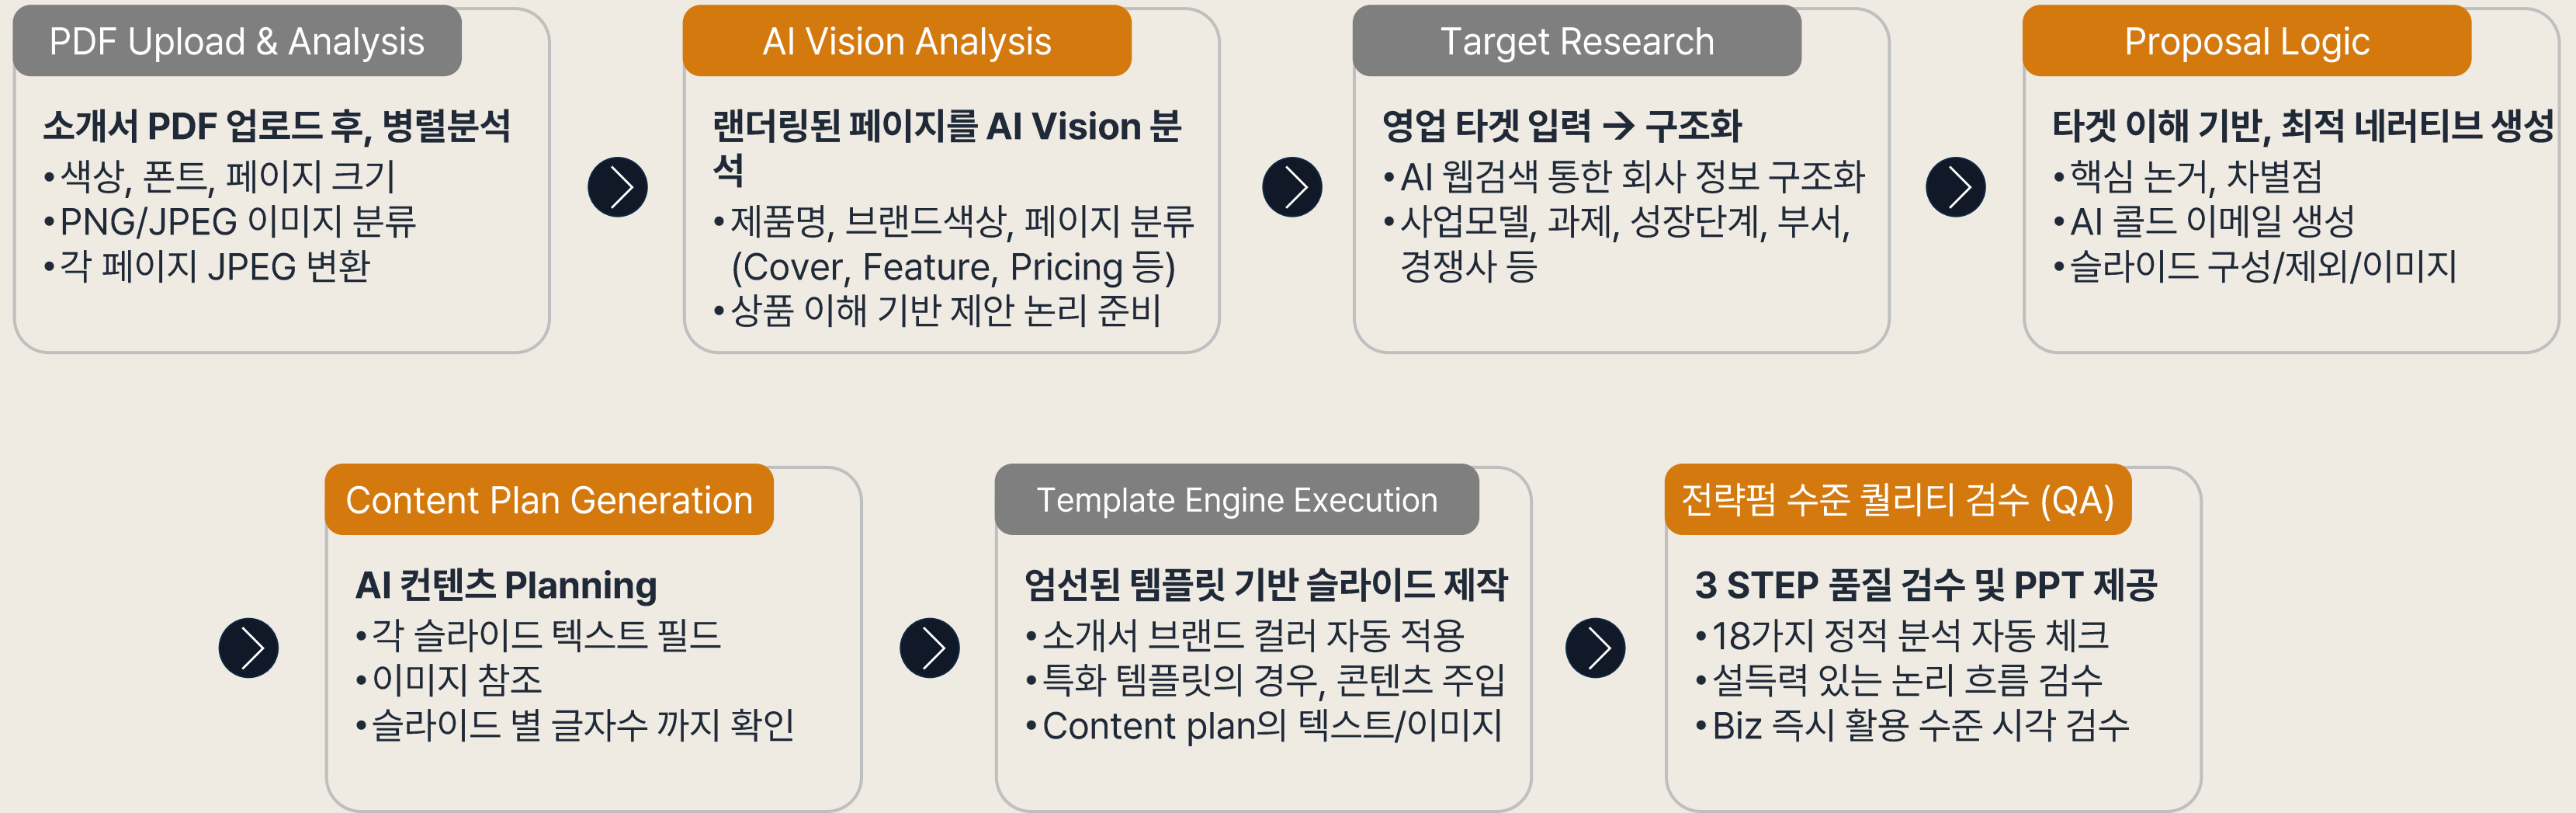 PDF Upload & Analysis
소개서 PDF 업로드 후, 병렬분석
•색상, 폰트, 페이지 크기
•PNG/JPEG 이미지 분류
•각 페이지 JPEG 변환
AI Vision Analysis
랜더링된 페이지를 AI Vision 분
석
•제품명, 브랜드색상, 페이지 분류
(Cover, Feature, Pricing 등)
•상품 이해 기반 제안 논리 준비
Target Research
영업 타겟 입력 → 구조화
•AI 웹검색 통한 회사 정보 구조화
•사업모델, 과제, 성장단계, 부서,
경쟁사 등
Proposal Logic
타겟 이해 기반, 최적 네러티브 생성
•핵심 논거, 차별점
•AI 콜드 이메일 생성
•슬라이드 구성/제외/이미지
Content Plan Generation
AI 컨텐츠 Planning
•각 슬라이드 텍스트 필드
•이미지 참조
•슬라이드 별 글자수 까지 확인
Template Engine Execution
엄선된 템플릿 기반 슬라이드 제작
•소개서 브랜드 컬러 자동 적용
•특화 템플릿의 경우, 콘텐츠 주입
•Content plan의 텍스트/이미지
전략펌 수준 퀄리티 검수 (QA)
3 STEP 품질 검수 및 PPT 제공
•18가지 정적 분석 자동 체크
•설득력 있는 논리 흐름 검수
•Biz 즉시 활용 수준 시각 검수